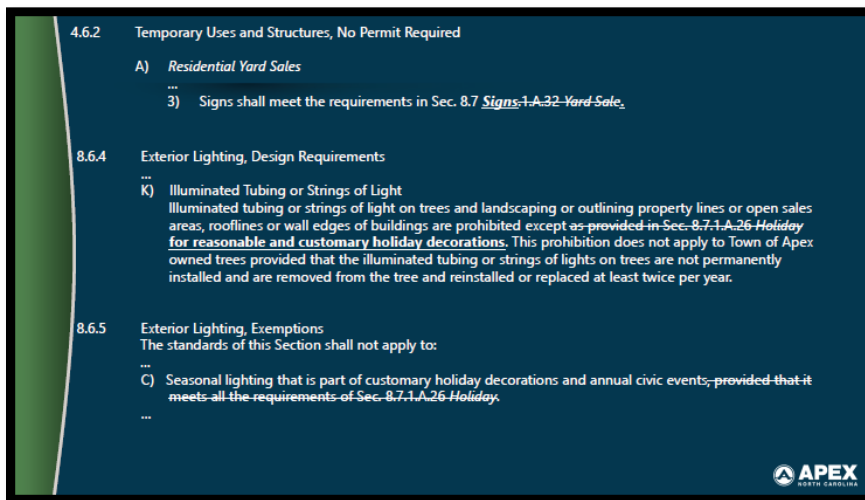 4.6.2 Temporary Uses and Structures, No Permit Required
A) Residential Yard Sales
...
3) Signs shall meet the requirements in Sec. 8.7 Signs.1.A.32 Yard Sale.
8.6.4 Exterior Lighting, Design Requirements
...
K) Illuminated Tubing or Strings of Light
Illuminated tubing or strings of light on trees and landscaping or outlining property lines or open sales
areas, rooflines or wall edges of buildings are prohibited except as provided in Sec. 8.7.1.A.26 Holiday
for reasonable and customary holiday decorations. This prohibition does not apply to Town of Apex
owned trees provided that the illuminated tubing or strings of lights on trees are not permanently
installed and are removed from the tree and reinstalled or replaced at least twice per year.
8.6.5 Exterior Lighting, Exemptions
The standards of this Section shall not apply to:
...
C) Seasonal lighting that is part of customary holiday decorations and annual civic events, provided that it
meets all the requirements of Sec. 8.7.1.A.26 Holiday.
...
APEX
NORTH CAROLINA